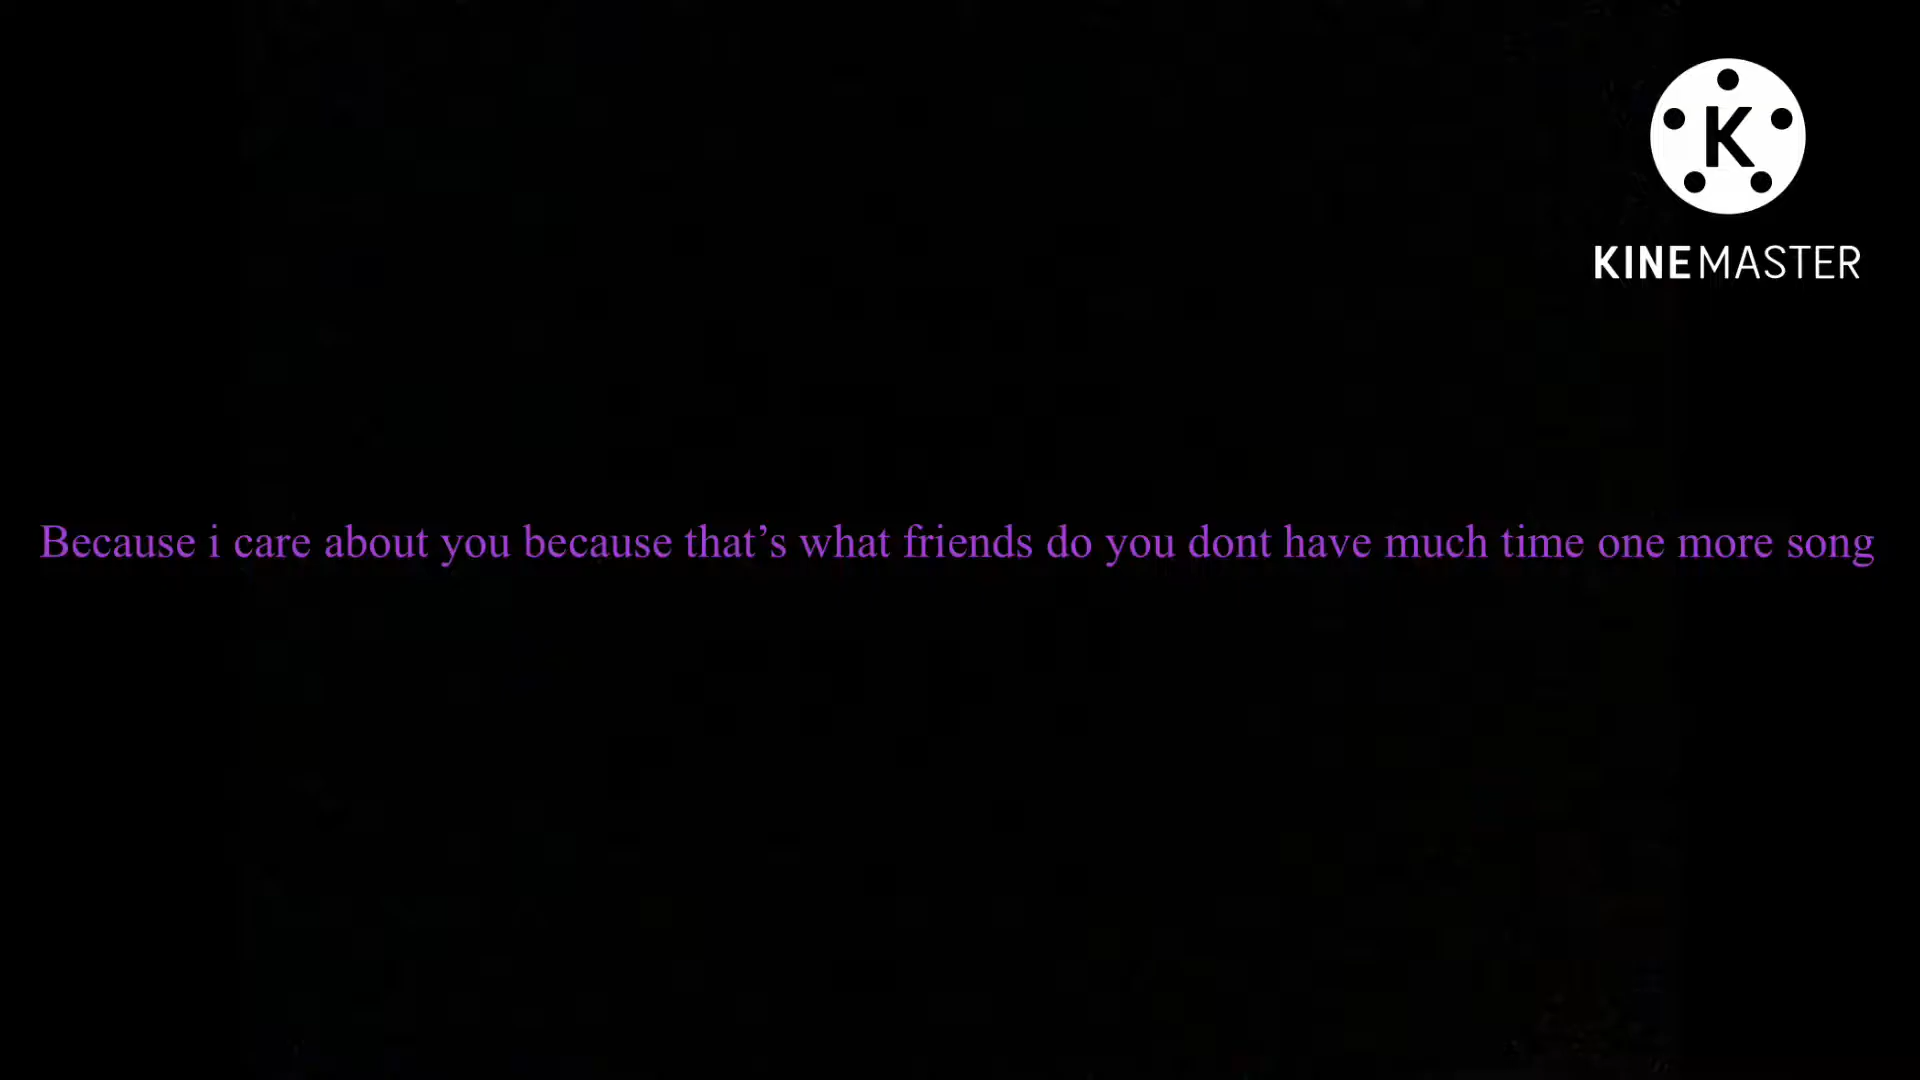 K
KINEMASTER
Because i care about you because that’s what friends do you dont have much time one more song